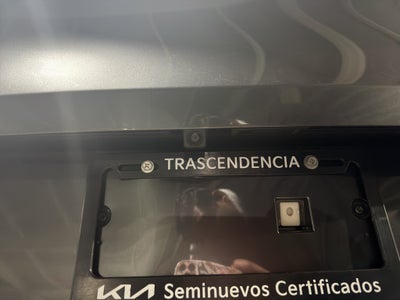 TRASCENDENCIA
KIA Seminuevos Certificados